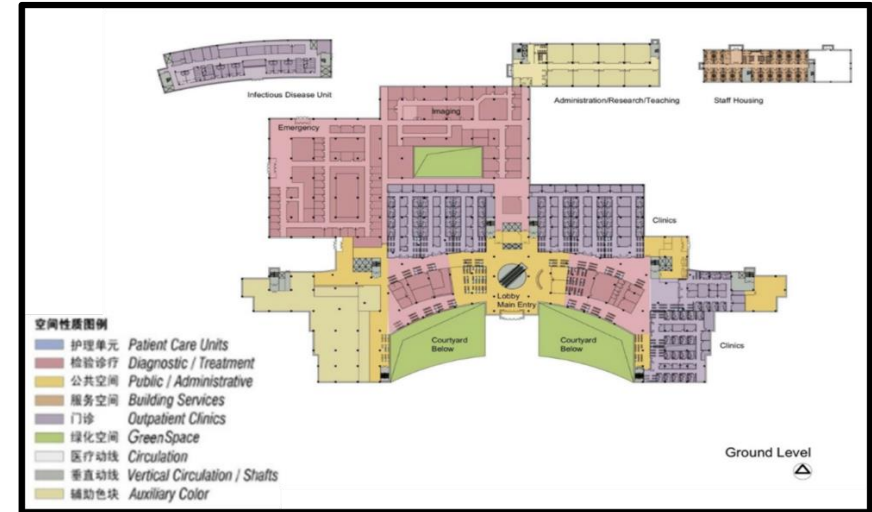 Infectious Disease Unit
Administration/Research/Teaching
Staff Housing
Imaging
Emergency
Clinics
Lobby
Main Entry
Courtyard
Below
Courtyard
Below
Clinics
空间性质图例
护理单元 Patient Care Units
检验诊疗 Diagnostic / Treatment
公共空间 Public / Administrative
服务空间 Building Services
门诊 Outpatient Clinics
绿化空间 GreenSpace
医疗动线 Circulation
垂直动线 Vertical Circulation / Shafts
辅助色块 Auxiliary Color
Ground Level